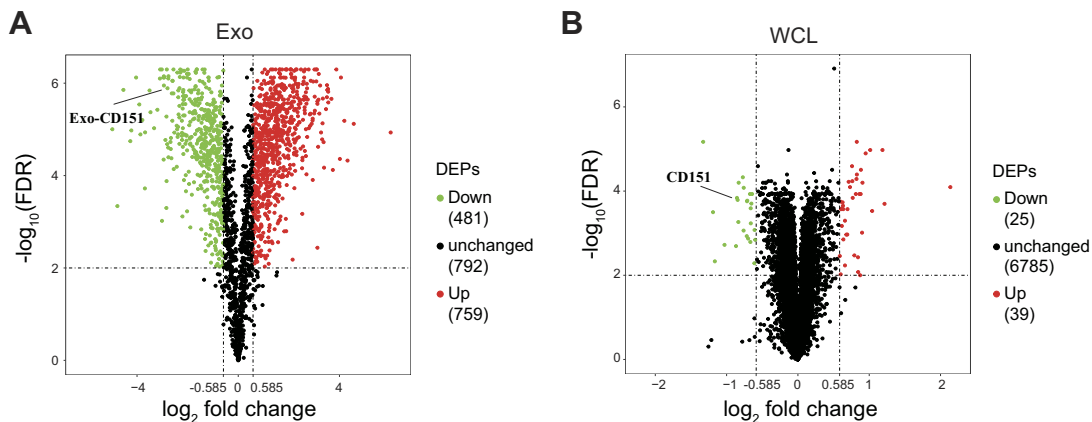 A
Exo
6
4
2
0
-log10(FDR)
Exo-CD151
−4
-0.585
0
0.585
4
log2 fold change
DEPs
Down
(481)
unchanged
(792)
Up
(759)
B
WCL
6
4
2
0
-log10(FDR)
CD151
−2
−1
-0.585
0
0.585
1
2
log2 fold change
DEPs
Down
(25)
unchanged
(6785)
Up
(39)